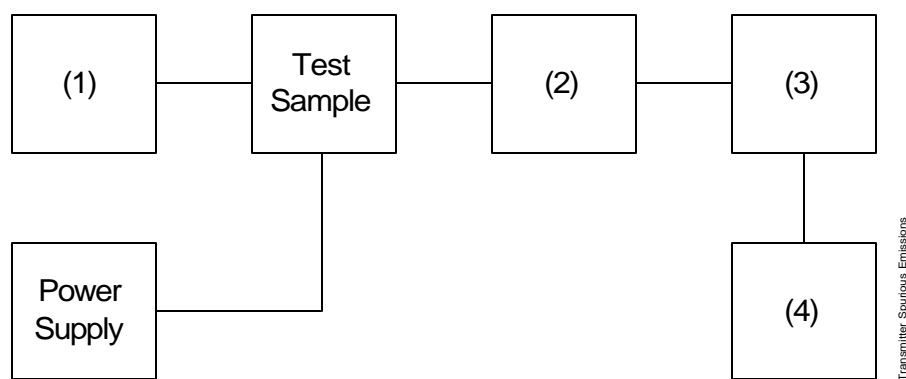 (1)
Test
Sample
(2)
(3)
Power
Supply
(4)
Transmitter Spurious Emissions